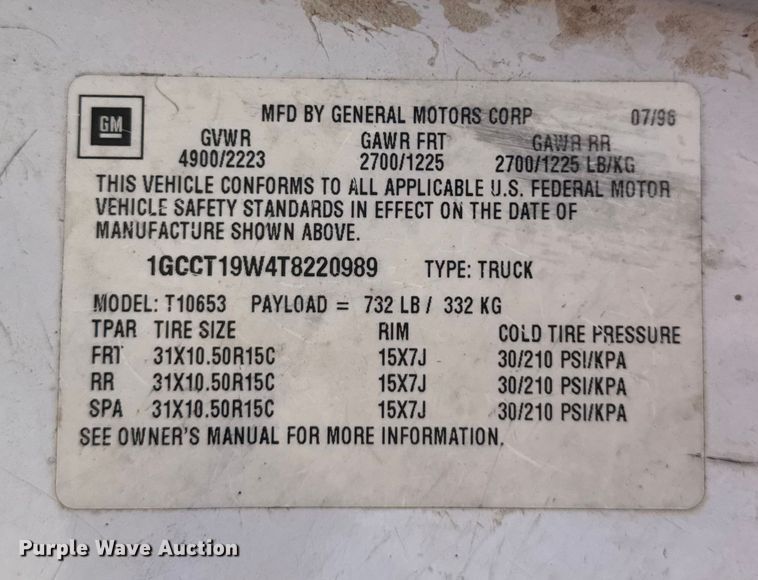 GM
MFD BY GENERAL MOTORS CORP 07/96
GVWR GAWR FRT GAWR RR
4900/2223 2700/1225 2700/1225 LB/KG
THIS VEHICLE CONFORMS TO ALL APPLICABLE U.S. FEDERAL MOTOR
VEHICLE SAFETY STANDARDS IN EFFECT ON THE DATE OF
MANUFACTURE SHOWN ABOVE.
1GCCT19W4T8220989 TYPE: TRUCK
MODEL: T10653 PAYLOAD = 732 LB / 332 KG
TPAR TIRE SIZE RIM COLD TIRE PRESSURE
FRT 31X10.50R15C 15X7J 30/210 PSI/KPA
RR 31X10.50R15C 15X7J 30/210 PSI/KPA
SPA 31X10.50R15C 15X7J 30/210 PSI/KPA
SEE OWNER'S MANUAL FOR MORE INFORMATION.
Purple Wave Auction